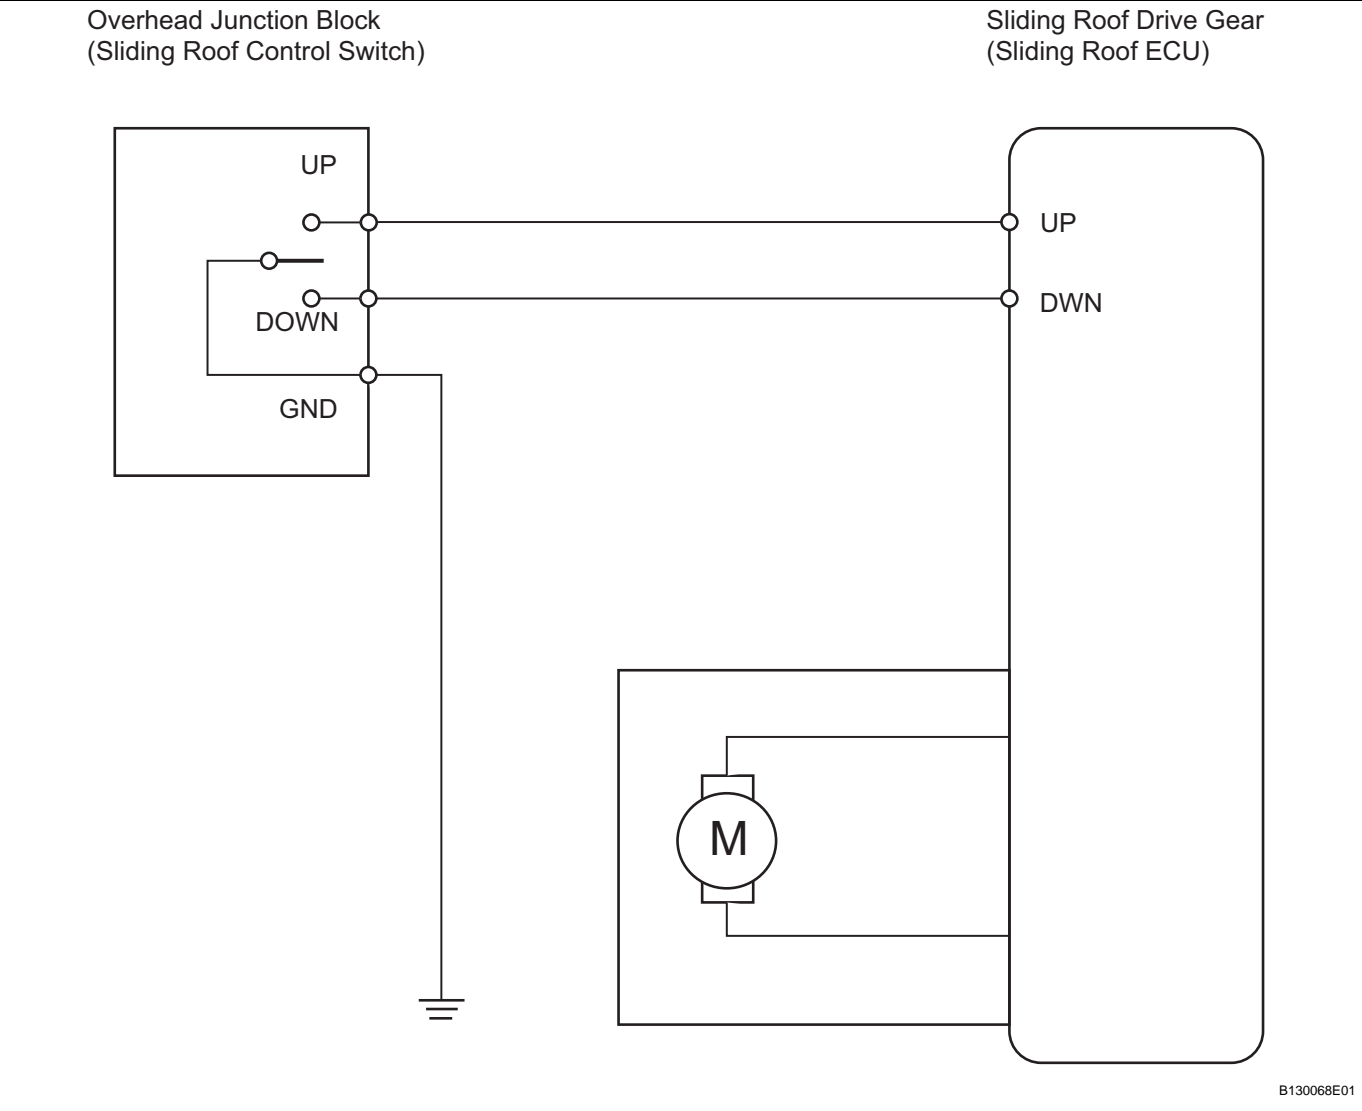 Overhead Junction Block
(Sliding Roof Control Switch)
Sliding Roof Drive Gear
(Sliding Roof ECU)
UP
UP
DOWN
DWN
GND
M
B130068E01